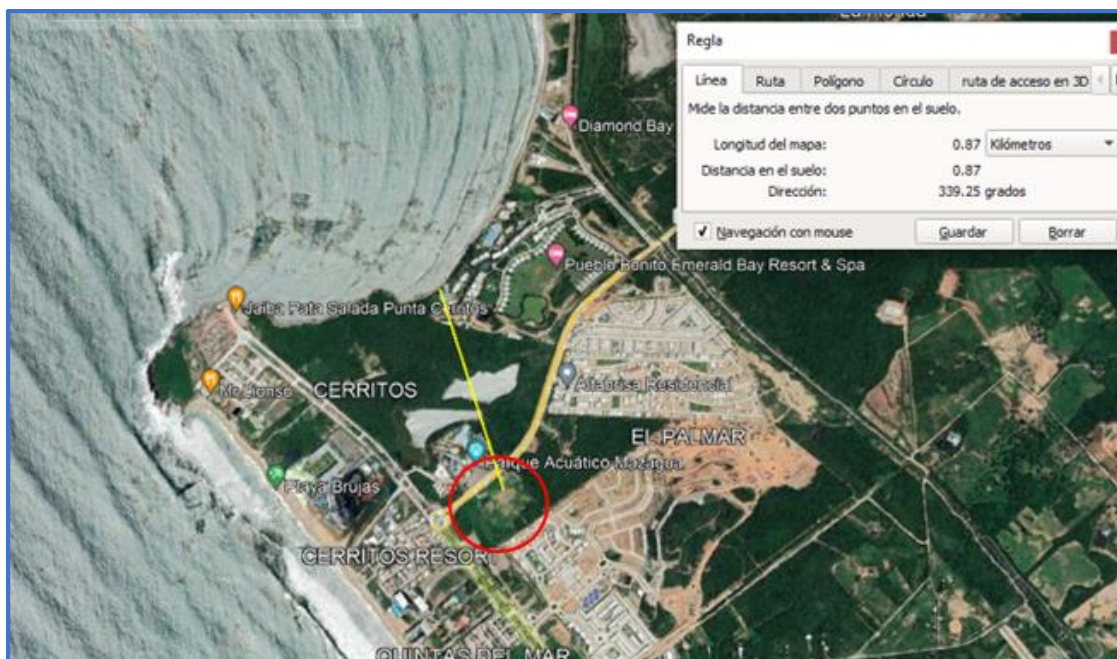 La Ronda
Regla
Línea Ruta Polígono Círculo ruta de acceso en 3D
Mide la distancia entre dos puntos en el suelo.
Longitud del mapa: 0.87 Kilómetros
Distancia en el suelo: 0.87
Dirección: 339.25 grados
Navegación con mouse Guardar Borrar
Diamond Bay
Pueblo Bonito Emerald Bay Resort & Spa
Jaiba Pata Salada Punta Cerritos
Altabrisa Residencial
Mr Lionso
CERRITOS
EL PALMAR
Parque Acuático Mazagua
Playa Brujas
CERRITOS RESORT
QUINTAS DEL MAR